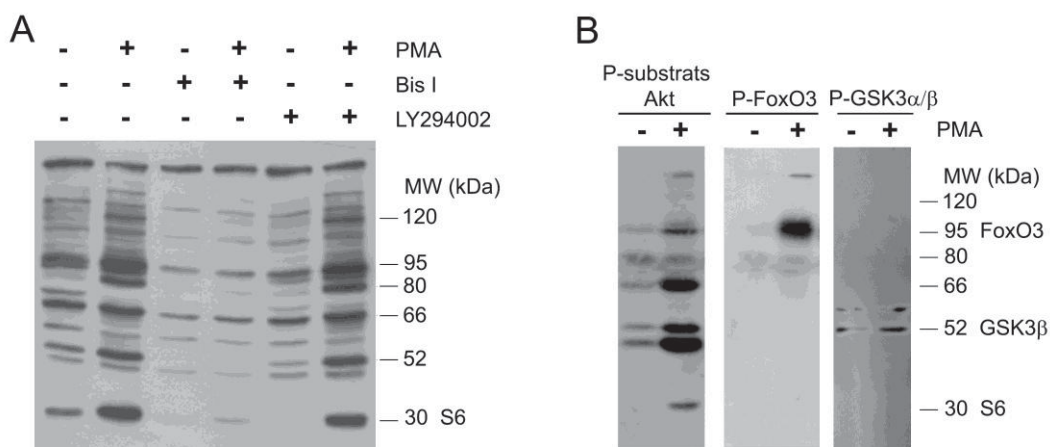 A
- + - + - + PMA
- - + + - - Bis I
- - - - + + LY294002
MW (kDa)
120
95
80
66
52
30 S6
B
P-substrats
Akt
P-FoxO3
P-GSK3α/β
- + - + - + PMA
MW (kDa)
120
95 FoxO3
80
66
52 GSK3β
30 S6